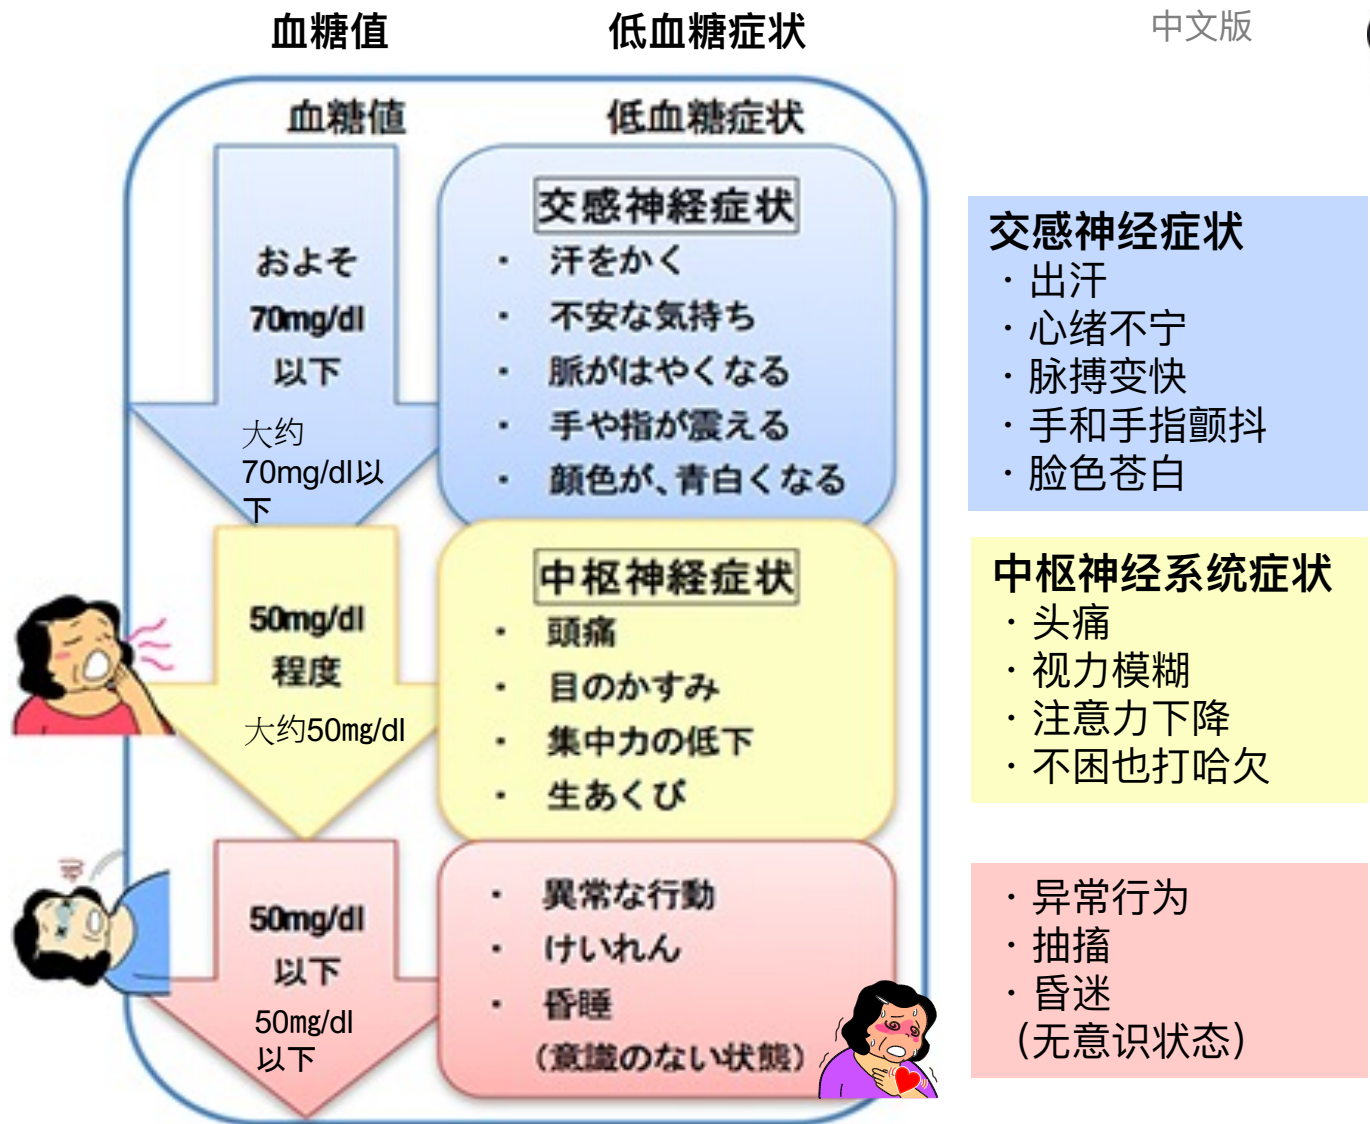 血糖值
低血糖症状
中文版
血糖値
低血糖症状
およそ
70mg/dl
以下
大约
70mg/dl以
下
交感神経症状
・ 汗をかく
・ 不安な気持ち
・ 脈がはやくなる
・ 手や指が震える
・ 顔色が、青白くなる
交感神经症状
・出汗
・心绪不宁
・脉搏变快
・手和手指颤抖
・脸色苍白
50mg/dl
程度
大约50mg/dl
中枢神経症状
・ 頭痛
・ 目のかすみ
・ 集中力の低下
・ 生あくび
中枢神经系统症状
・头痛
・视力模糊
・注意力下降
・不困也打哈欠
50mg/dl
以下
50mg/dl
以下
・ 異常な行動
・ けいれん
・ 昏睡
(意識のない状態)
・异常行为
・抽搐
・昏迷
(无意识状态)